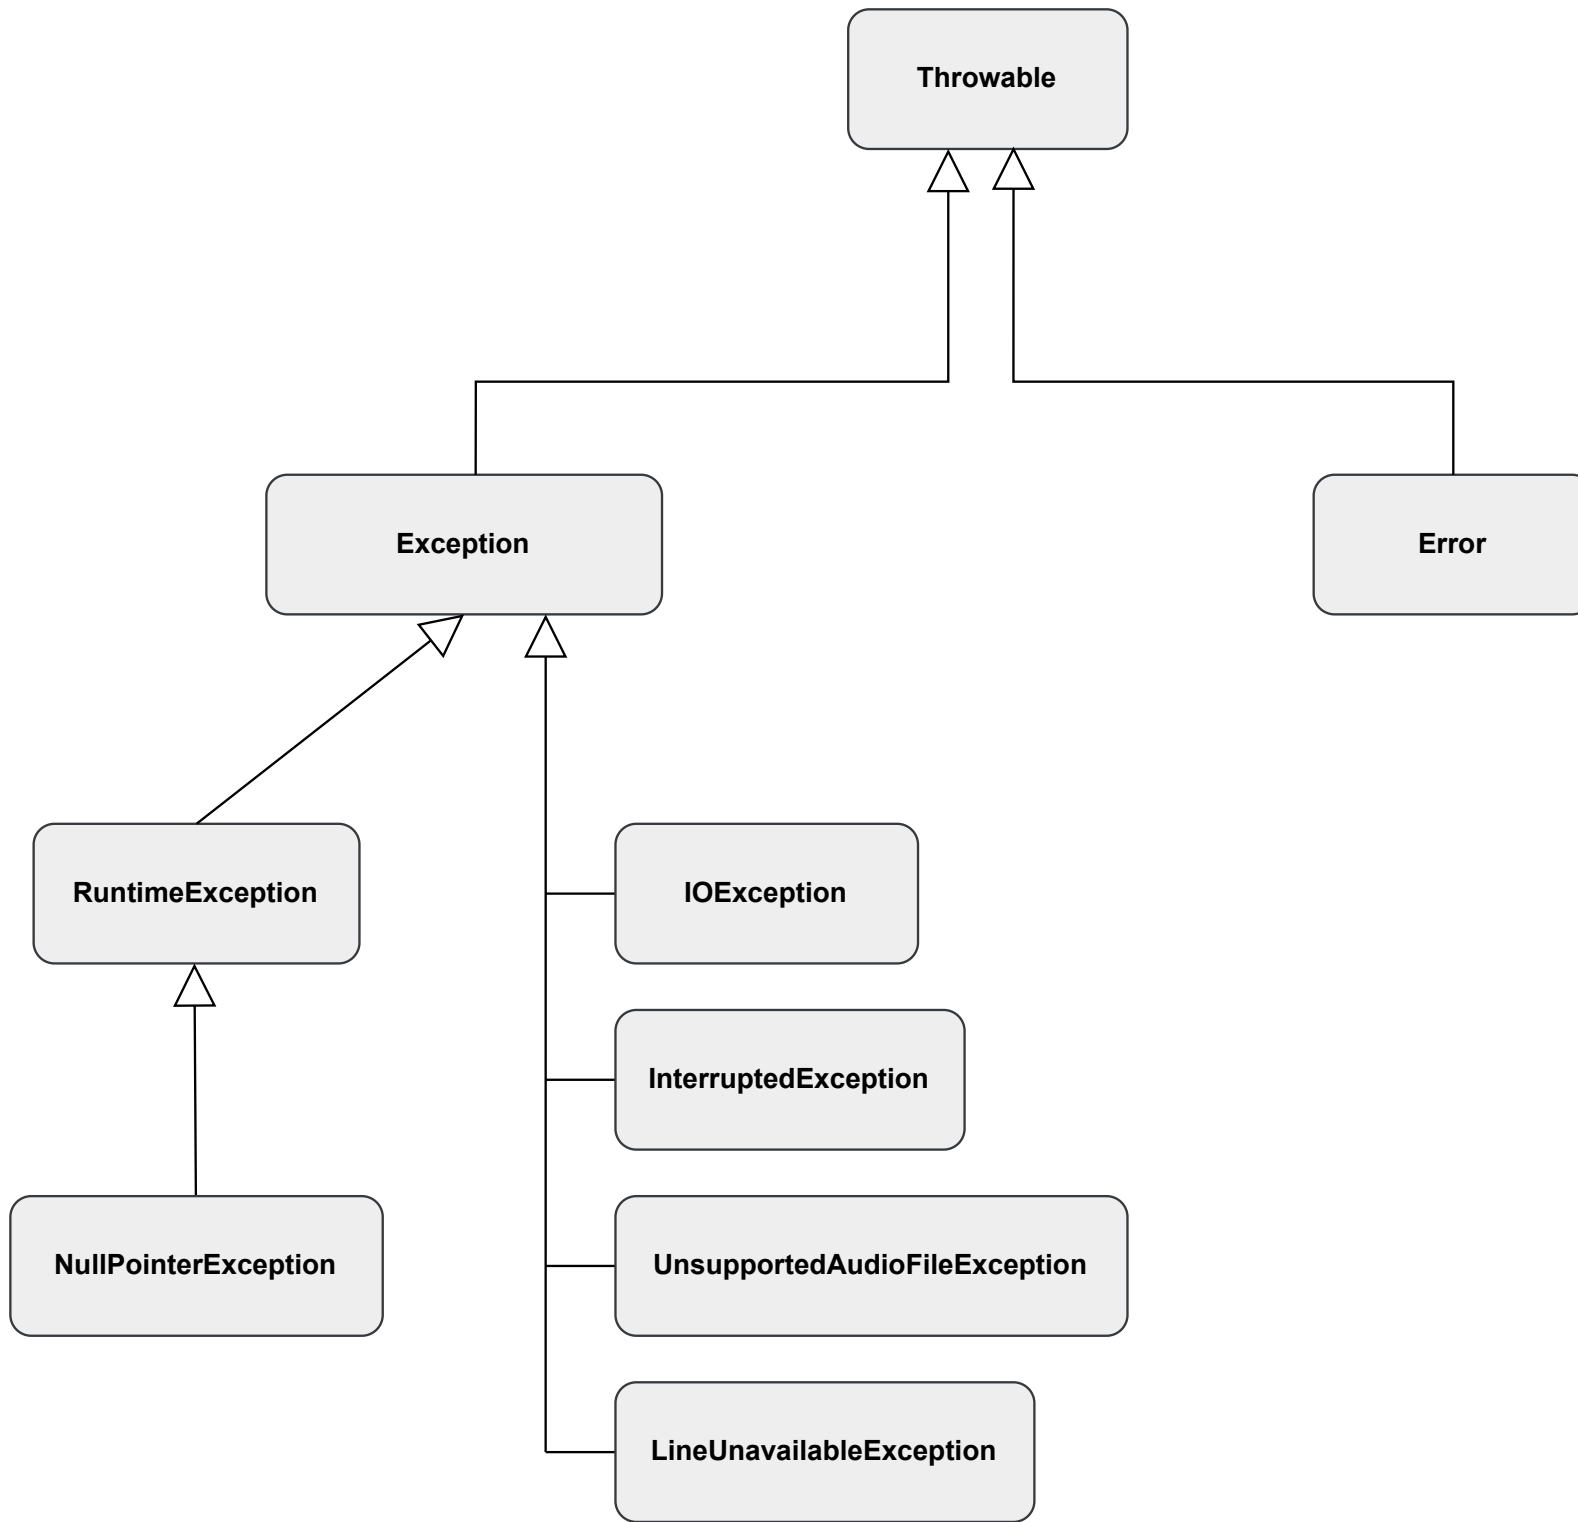 Throwable
Exception
Error
RuntimeException
IOException
InterruptedException
NullPointerException
UnsupportedAudioFileException
LineUnavailableException